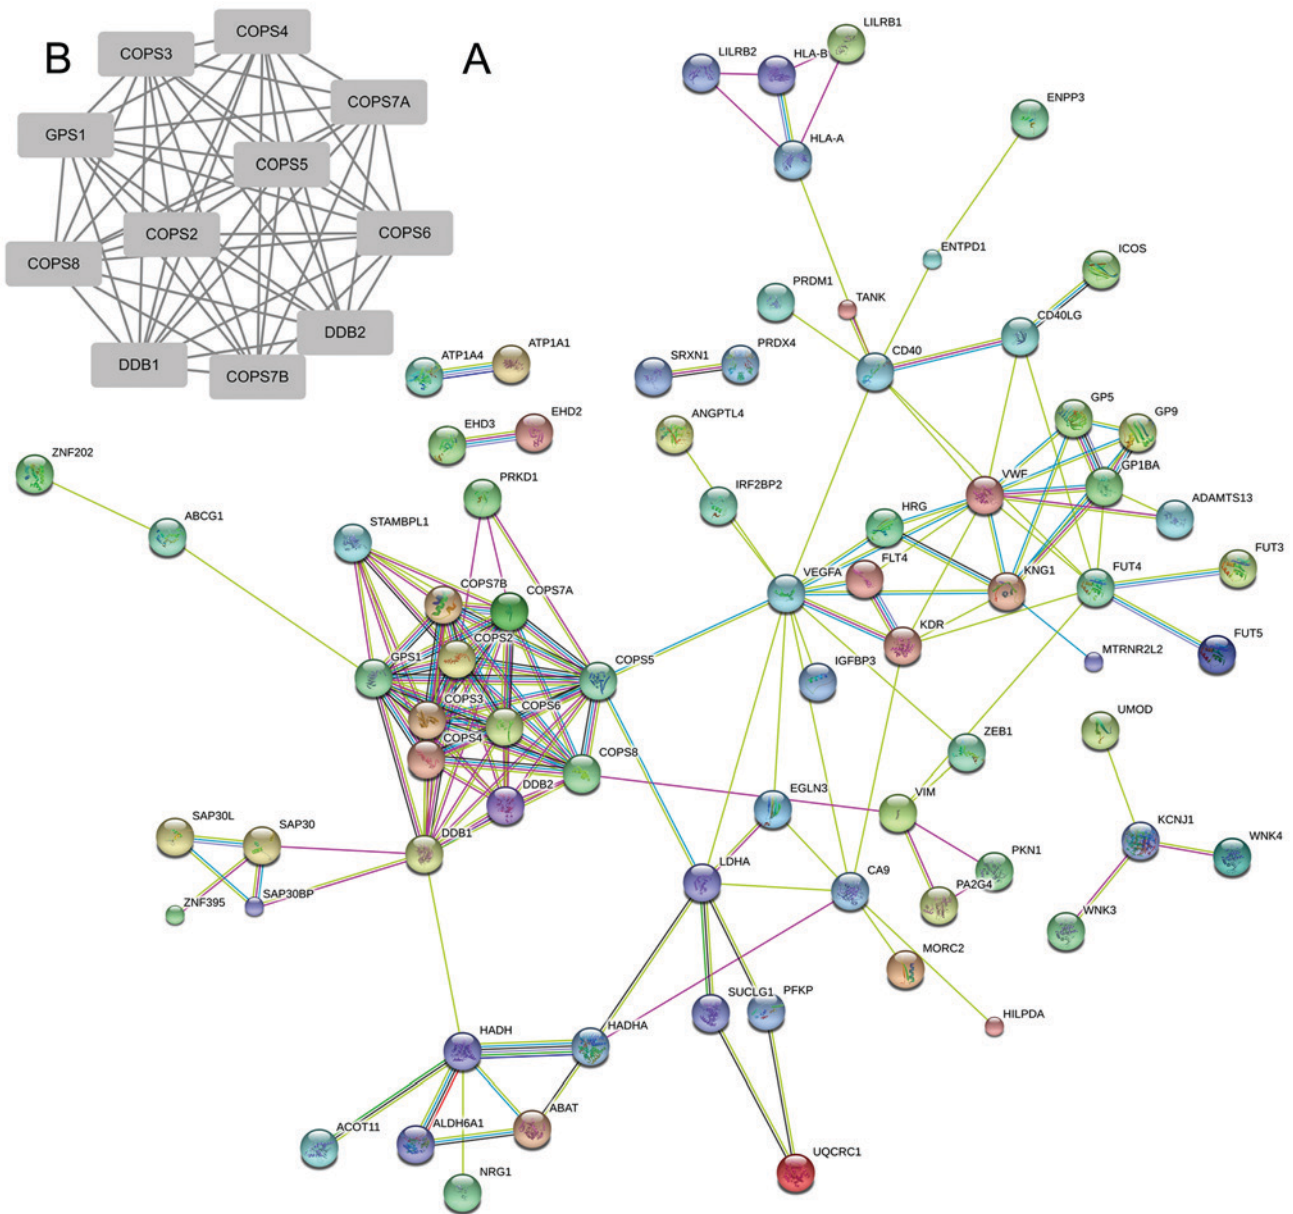 B
COPS3
COPS4
COPS7A
GPS1
COPS5
COPS2
COPS6
COPS8
DDB2
DDB1
COPS7B
A
LILRB1
LILRB2
HLA-B
HLA-A
ENPP3
ENTPD1
ICOS
PRDM1
TANK
CD40LG
CD40
ATP1A4
ATP1A1
SRXN1
PRDX4
EHD3
EHD2
ANGPTL4
GP5
GP9
GP1BA
VWF
ZNF202
PRKD1
IRF2BP2
ADAMTS13
HRG
ABCG1
STAMBPL1
FLT4
FUT3
VEGFA
KNG1
FUT4
COPS7B
COPS7A
KDR
FUT5
COPS2
GPS1
COPS5
IGFBP3
MTRNR2L2
COPS3
COPS6
UMOD
COPS4
COPS8
ZEB1
DDB2
EGLN3
VIM
SAP30L
SAP30
DDB1
KCNJ1
WNK4
LDHA
CA9
PKN1
PA2G4
ZNF395
SAP30BP
WNK3
MORC2
SUCLG1
PFKP
HILPDA
HADH
HADHA
ACOT11
ALDH6A1
ABAT
NRG1
UQCRC1